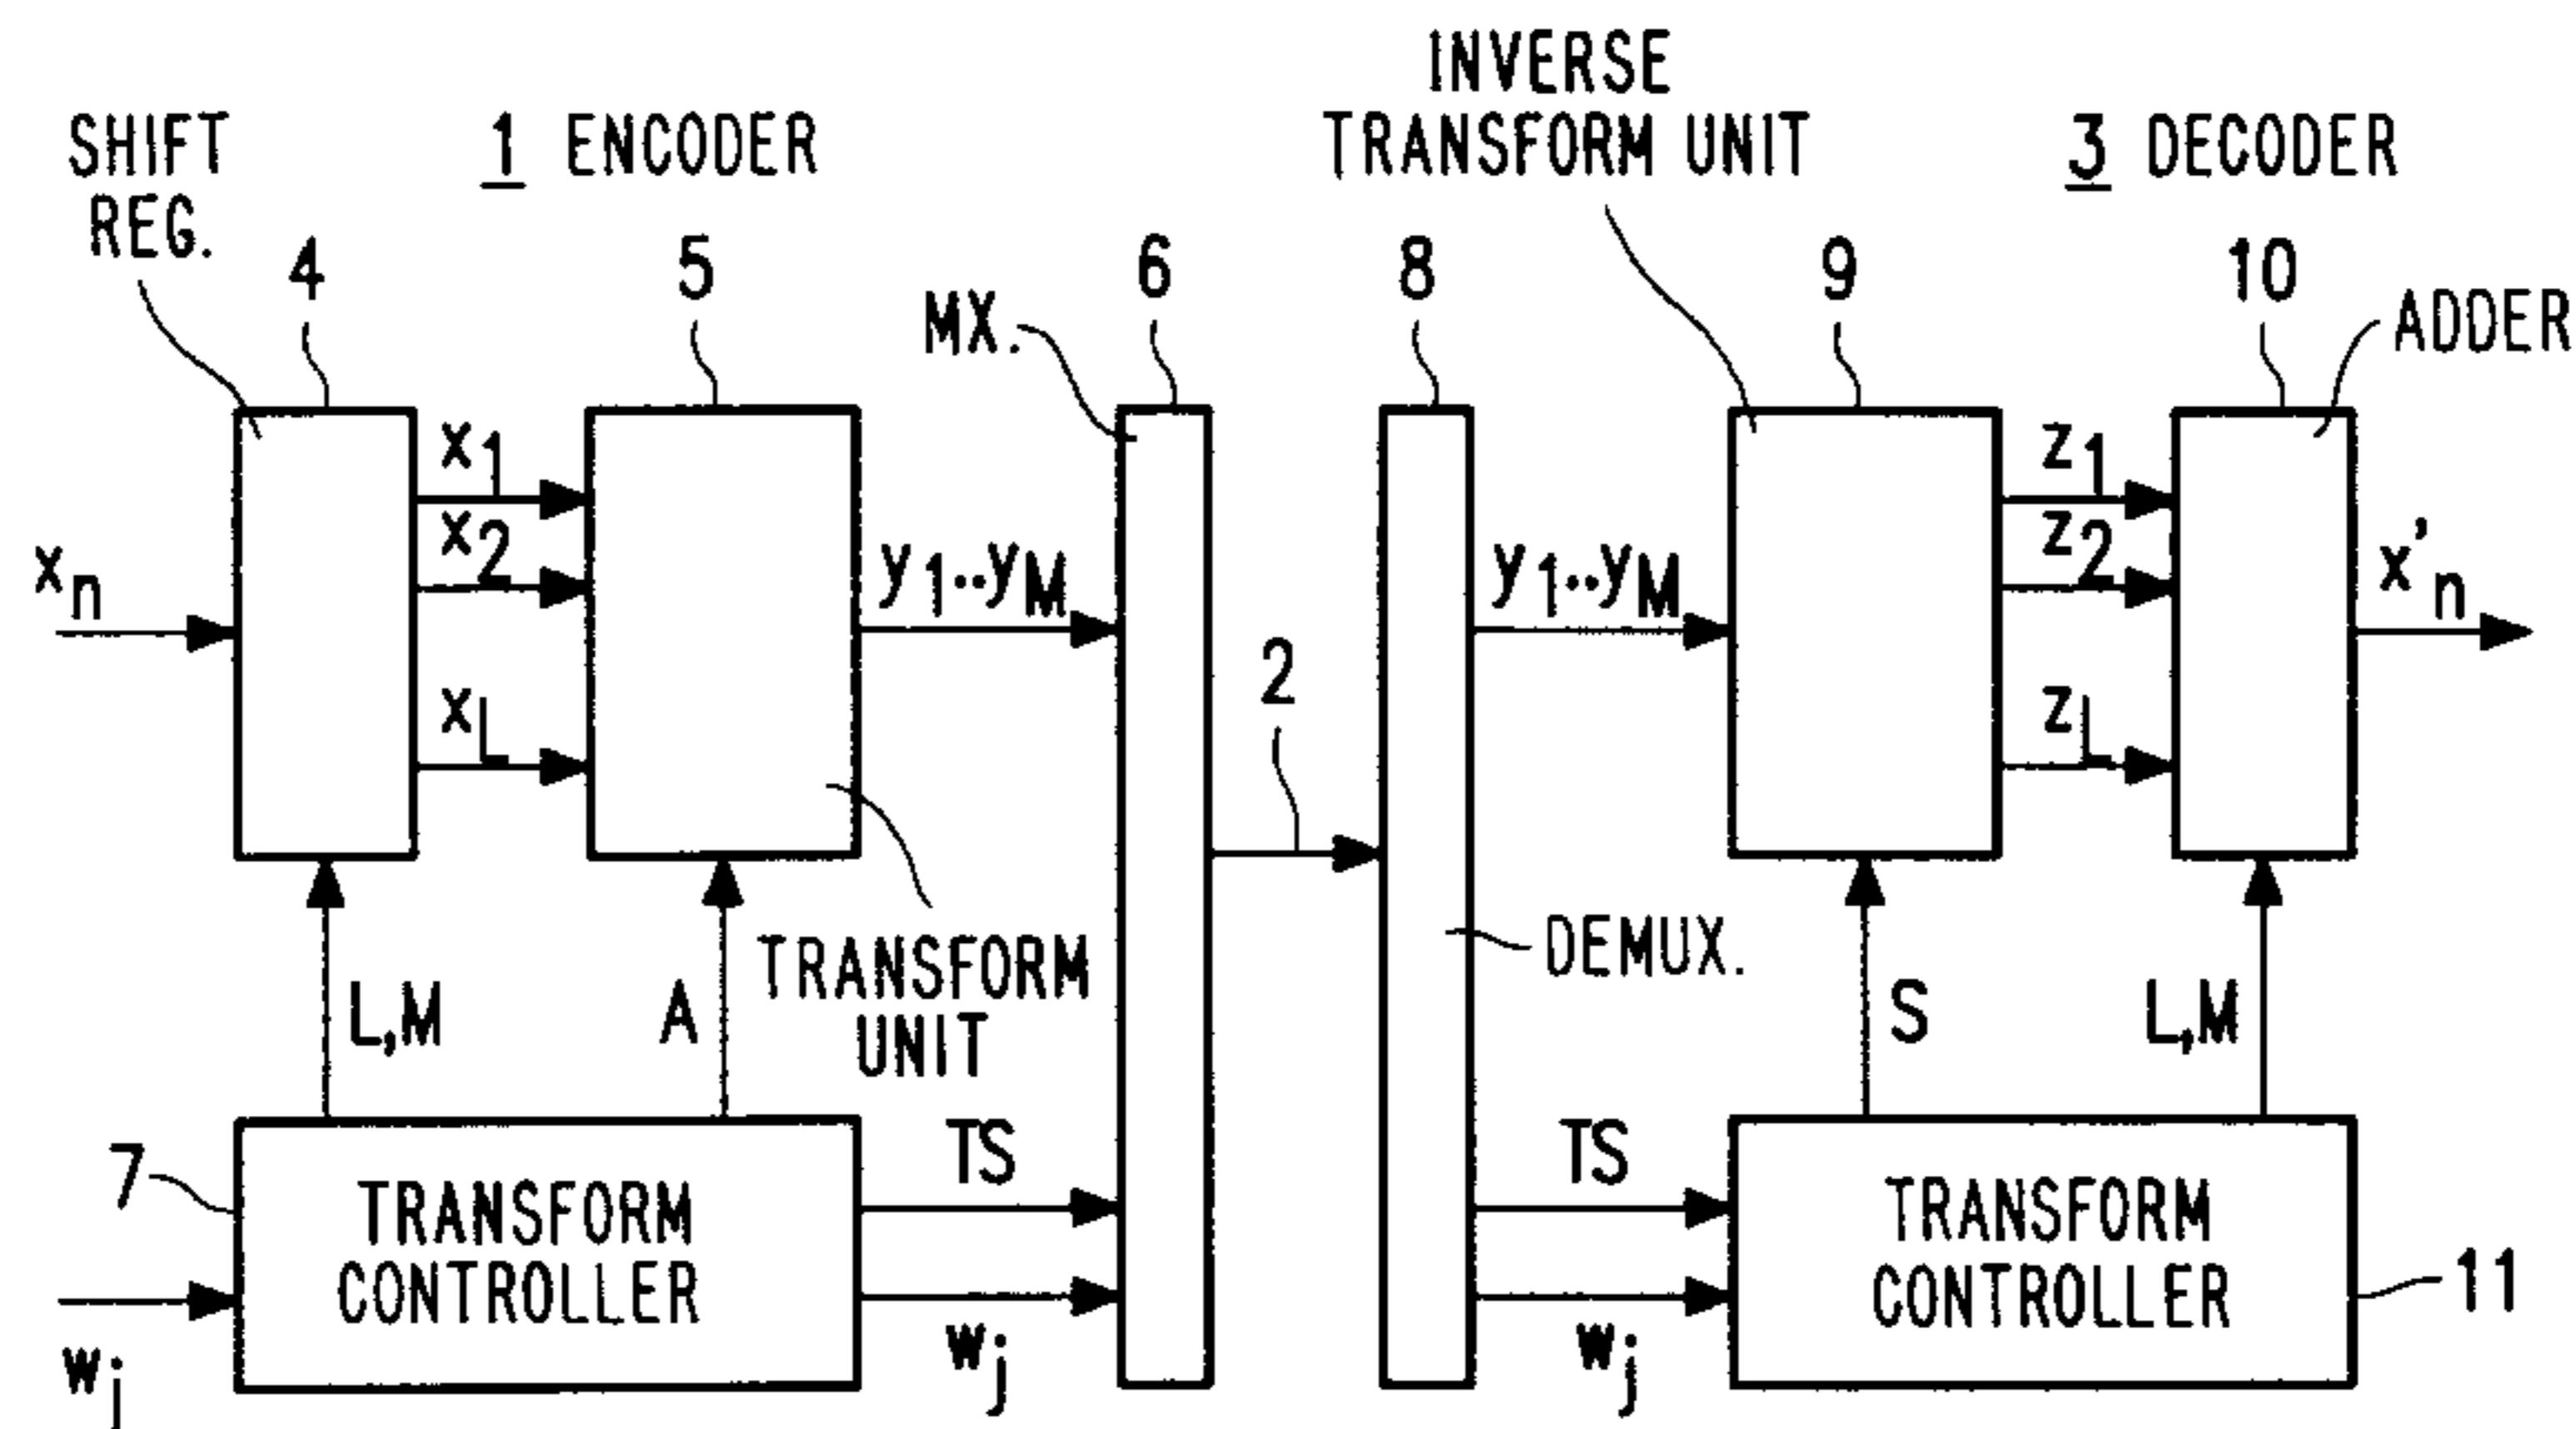 INVERSE
TRANSFORM UNIT
SHIFT
REG.
1 ENCODER
3 DECODER
4
5
6
8
9
10
MX.
ADDER
x1
x2
xL
xn
y1..yM
2
y1..yM
z1
z2
zL
x'n
TRANSFORM
UNIT
DEMUX.
L,M
A
S
L,M
7
TRANSFORM
CONTROLLER
TS
wj
wj
TS
wj
TRANSFORM
CONTROLLER
11